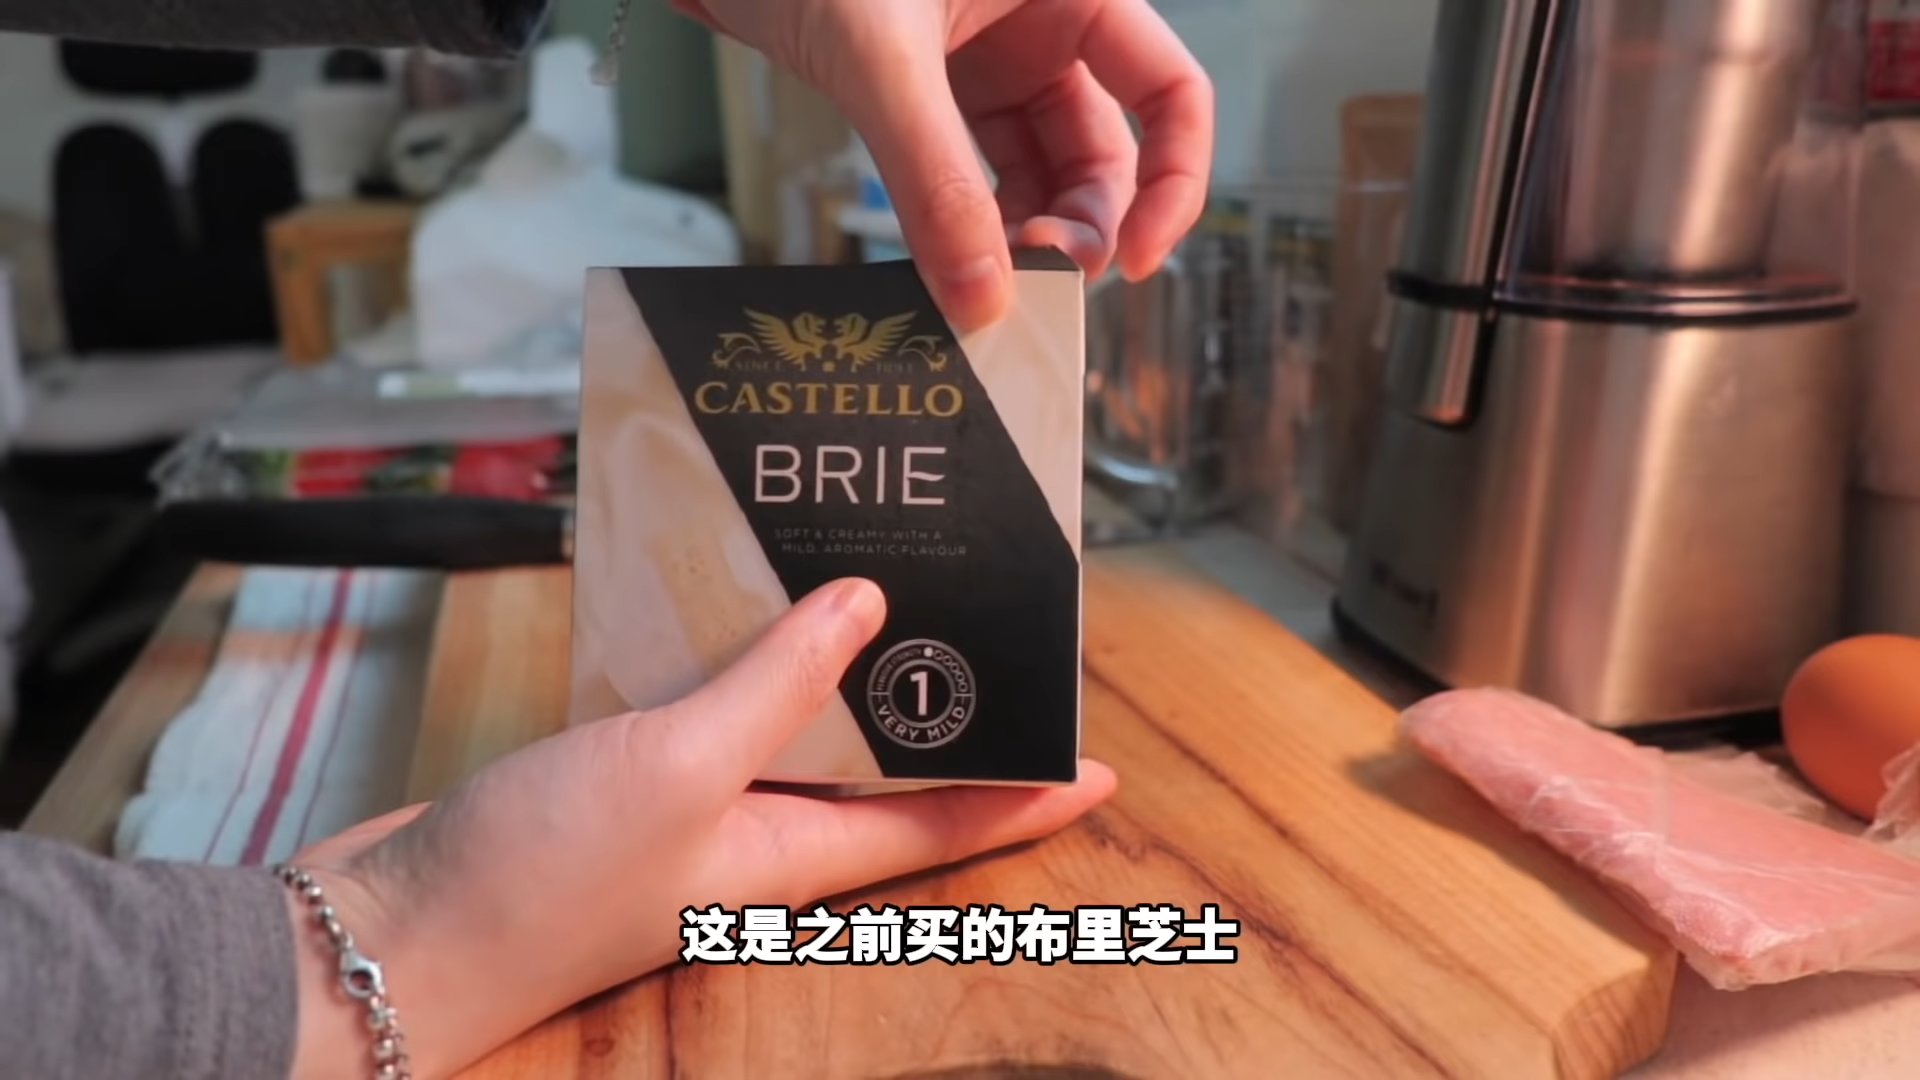 SINCE 1893
CASTELLO
BRIE
SOFT & CREAMY WITH A
MILD, AROMATIC FLAVOUR
1
VERY MILD
这是之前买的布里芝士